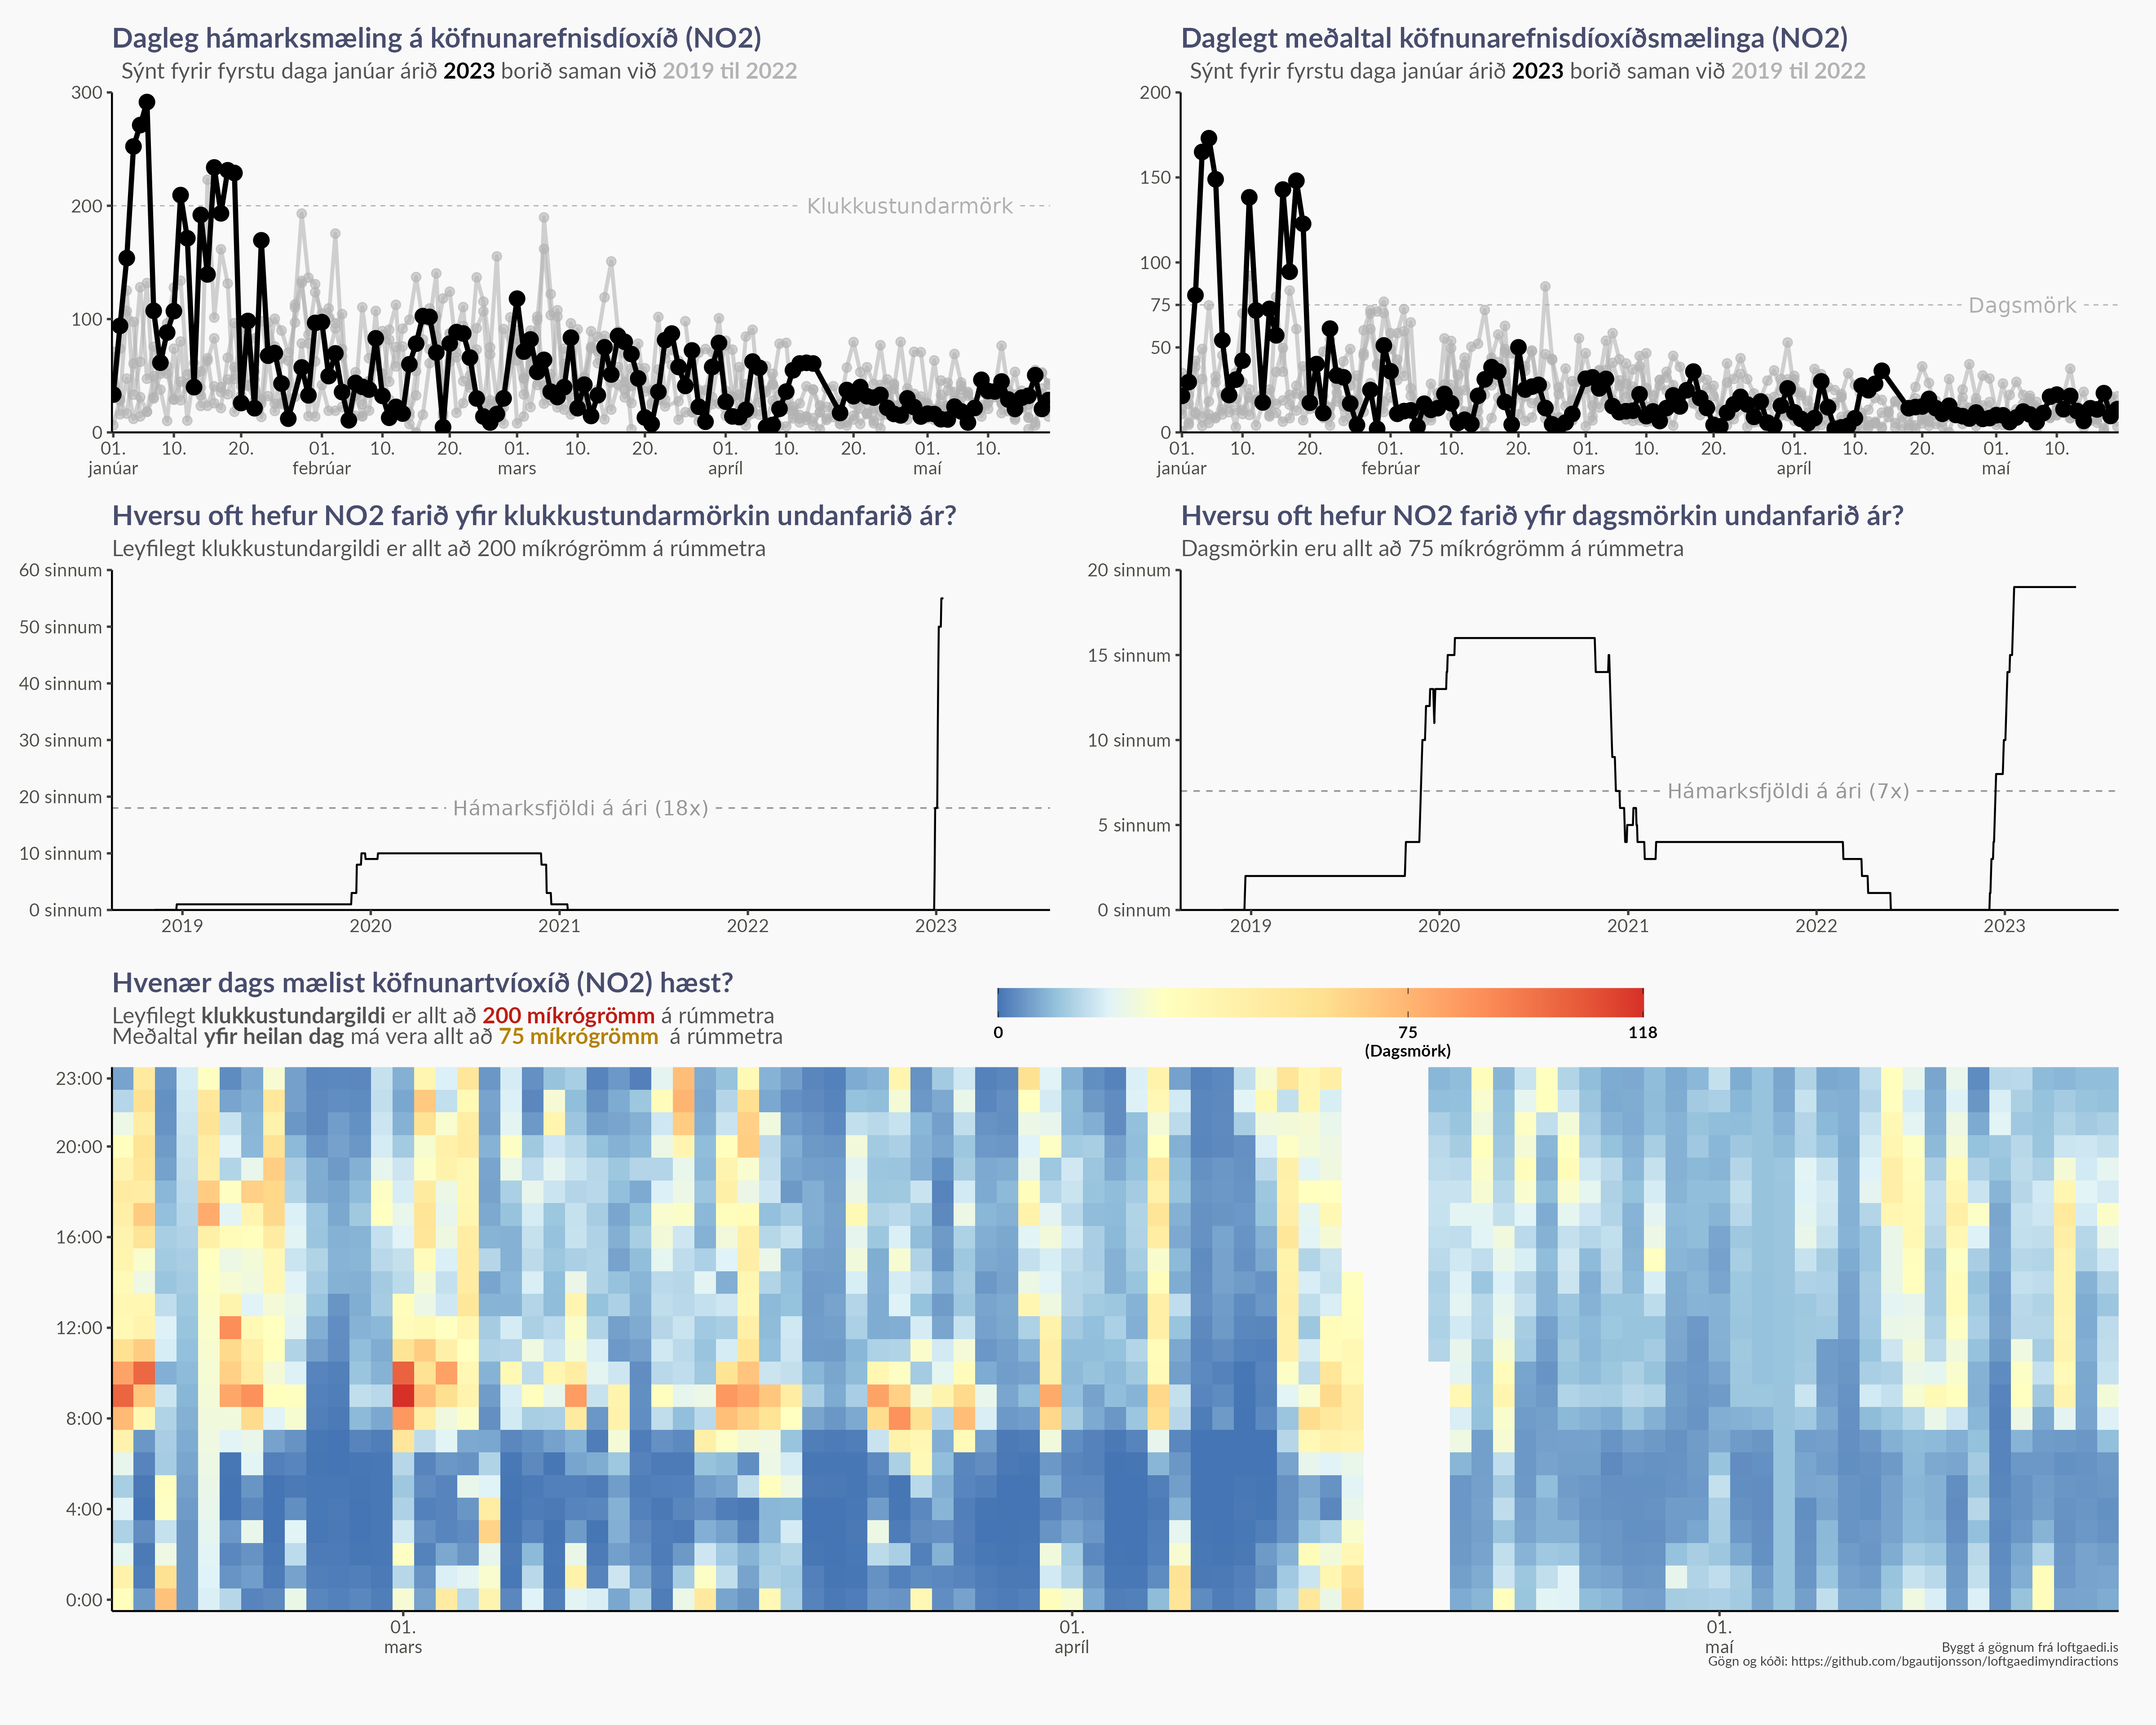 Dagleg hámarksmæling á köfnunarefnisdíoxíð (NO2)
Sýnt fyrir fyrstu daga janúar árið 2023 borið saman við 2019 til 2022
300
200
100
0
Klukkustundarmörk
01. 10. 20. 01. 10. 20. 01. 10. 20. 01. 10. 20. 01. 10.
janúar febrúar mars apríl maí
Daglegt meðaltal köfnunarefnisdíoxíðsmælinga (NO2)
Sýnt fyrir fyrstu daga janúar árið 2023 borið saman við 2019 til 2022
200
150
100
75
50
0
Dagsmörk
01. 10. 20. 01. 10. 20. 01. 10. 20. 01. 10. 20. 01. 10.
janúar febrúar mars apríl maí
Hversu oft hefur NO2 farið yfir klukkustundarmörkin undanfarið ár?
Leyfilegt klukkustundargildi er allt að 200 míkrógrömm á rúmmetra
60 sinnum
50 sinnum
40 sinnum
30 sinnum
20 sinnum
10 sinnum
0 sinnum
Hámarksfjöldi á ári (18x)
2019 2020 2021 2022 2023
Hversu oft hefur NO2 farið yfir dagsmörkin undanfarið ár?
Dagsmörkin eru allt að 75 míkrógrömm á rúmmetra
20 sinnum
15 sinnum
10 sinnum
5 sinnum
0 sinnum
Hámarksfjöldi á ári (7x)
2019 2020 2021 2022 2023
Hvenær dags mælist köfnunartvíoxíð (NO2) hæst?
Leyfilegt klukkustundargildi er allt að 200 míkrógrömm á rúmmetra
Meðaltal yfir heilan dag má vera allt að 75 míkrógrömm á rúmmetra
0 75 118
(Dagsmörk)
23:00
20:00
16:00
12:00
8:00
4:00
0:00
01. 01. 01.
mars apríl maí
Byggt á gögnum frá loftgaedi.is
Gögn og kóði: https://github.com/bgautijonsson/loftgaedimyndiractions